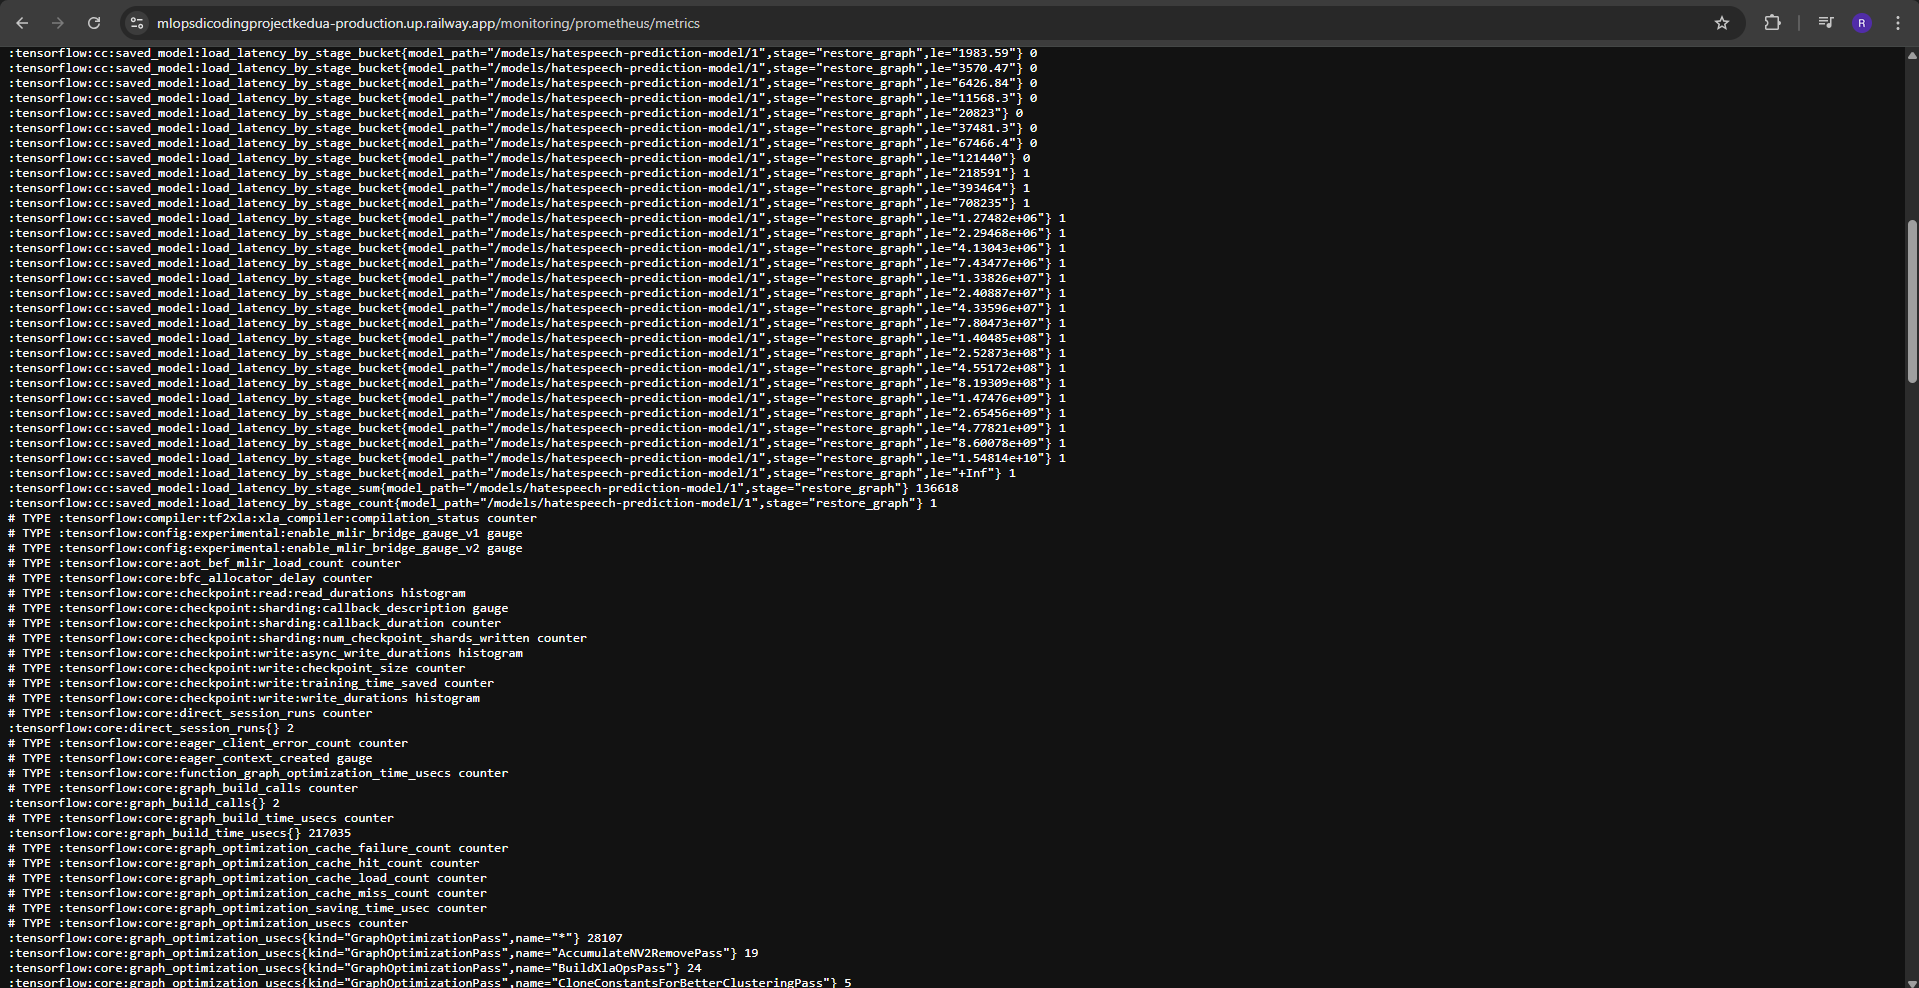 mlopsdicodingprojectkedua-production.up.railway.app/monitoring/prometheus/metrics
R
:tensorflow:cc:saved_model:load_latency_by_stage_bucket{model_path="/models/hatespeech-prediction-model/1",stage="restore_graph",le="1983.59"} 0
:tensorflow:cc:saved_model:load_latency_by_stage_bucket{model_path="/models/hatespeech-prediction-model/1",stage="restore_graph",le="3570.47"} 0
:tensorflow:cc:saved_model:load_latency_by_stage_bucket{model_path="/models/hatespeech-prediction-model/1",stage="restore_graph",le="6426.84"} 0
:tensorflow:cc:saved_model:load_latency_by_stage_bucket{model_path="/models/hatespeech-prediction-model/1",stage="restore_graph",le="11568.3"} 0
:tensorflow:cc:saved_model:load_latency_by_stage_bucket{model_path="/models/hatespeech-prediction-model/1",stage="restore_graph",le="20823"} 0
:tensorflow:cc:saved_model:load_latency_by_stage_bucket{model_path="/models/hatespeech-prediction-model/1",stage="restore_graph",le="37481.3"} 0
:tensorflow:cc:saved_model:load_latency_by_stage_bucket{model_path="/models/hatespeech-prediction-model/1",stage="restore_graph",le="67466.4"} 0
:tensorflow:cc:saved_model:load_latency_by_stage_bucket{model_path="/models/hatespeech-prediction-model/1",stage="restore_graph",le="121440"} 0
:tensorflow:cc:saved_model:load_latency_by_stage_bucket{model_path="/models/hatespeech-prediction-model/1",stage="restore_graph",le="218591"} 1
:tensorflow:cc:saved_model:load_latency_by_stage_bucket{model_path="/models/hatespeech-prediction-model/1",stage="restore_graph",le="393464"} 1
:tensorflow:cc:saved_model:load_latency_by_stage_bucket{model_path="/models/hatespeech-prediction-model/1",stage="restore_graph",le="708235"} 1
:tensorflow:cc:saved_model:load_latency_by_stage_bucket{model_path="/models/hatespeech-prediction-model/1",stage="restore_graph",le="1.27482e+06"} 1
:tensorflow:cc:saved_model:load_latency_by_stage_bucket{model_path="/models/hatespeech-prediction-model/1",stage="restore_graph",le="2.29468e+06"} 1
:tensorflow:cc:saved_model:load_latency_by_stage_bucket{model_path="/models/hatespeech-prediction-model/1",stage="restore_graph",le="4.13043e+06"} 1
:tensorflow:cc:saved_model:load_latency_by_stage_bucket{model_path="/models/hatespeech-prediction-model/1",stage="restore_graph",le="7.43477e+06"} 1
:tensorflow:cc:saved_model:load_latency_by_stage_bucket{model_path="/models/hatespeech-prediction-model/1",stage="restore_graph",le="1.33826e+07"} 1
:tensorflow:cc:saved_model:load_latency_by_stage_bucket{model_path="/models/hatespeech-prediction-model/1",stage="restore_graph",le="2.40887e+07"} 1
:tensorflow:cc:saved_model:load_latency_by_stage_bucket{model_path="/models/hatespeech-prediction-model/1",stage="restore_graph",le="4.33596e+07"} 1
:tensorflow:cc:saved_model:load_latency_by_stage_bucket{model_path="/models/hatespeech-prediction-model/1",stage="restore_graph",le="7.80473e+07"} 1
:tensorflow:cc:saved_model:load_latency_by_stage_bucket{model_path="/models/hatespeech-prediction-model/1",stage="restore_graph",le="1.40485e+08"} 1
:tensorflow:cc:saved_model:load_latency_by_stage_bucket{model_path="/models/hatespeech-prediction-model/1",stage="restore_graph",le="2.52873e+08"} 1
:tensorflow:cc:saved_model:load_latency_by_stage_bucket{model_path="/models/hatespeech-prediction-model/1",stage="restore_graph",le="4.55172e+08"} 1
:tensorflow:cc:saved_model:load_latency_by_stage_bucket{model_path="/models/hatespeech-prediction-model/1",stage="restore_graph",le="8.19309e+08"} 1
:tensorflow:cc:saved_model:load_latency_by_stage_bucket{model_path="/models/hatespeech-prediction-model/1",stage="restore_graph",le="1.47476e+09"} 1
:tensorflow:cc:saved_model:load_latency_by_stage_bucket{model_path="/models/hatespeech-prediction-model/1",stage="restore_graph",le="2.65456e+09"} 1
:tensorflow:cc:saved_model:load_latency_by_stage_bucket{model_path="/models/hatespeech-prediction-model/1",stage="restore_graph",le="4.77821e+09"} 1
:tensorflow:cc:saved_model:load_latency_by_stage_bucket{model_path="/models/hatespeech-prediction-model/1",stage="restore_graph",le="8.60078e+09"} 1
:tensorflow:cc:saved_model:load_latency_by_stage_bucket{model_path="/models/hatespeech-prediction-model/1",stage="restore_graph",le="1.54814e+10"} 1
:tensorflow:cc:saved_model:load_latency_by_stage_bucket{model_path="/models/hatespeech-prediction-model/1",stage="restore_graph",le="+Inf"} 1
:tensorflow:cc:saved_model:load_latency_by_stage_sum{model_path="/models/hatespeech-prediction-model/1",stage="restore_graph"} 136618
:tensorflow:cc:saved_model:load_latency_by_stage_count{model_path="/models/hatespeech-prediction-model/1",stage="restore_graph"} 1
# TYPE :tensorflow:compiler:tf2xla:xla_compiler:compilation_status counter
# TYPE :tensorflow:config:experimental:enable_mlir_bridge_gauge_v1 gauge
# TYPE :tensorflow:config:experimental:enable_mlir_bridge_gauge_v2 gauge
# TYPE :tensorflow:core:aot_bef_mlir_load_count counter
# TYPE :tensorflow:core:bfc_allocator_delay counter
# TYPE :tensorflow:core:checkpoint:read:read_durations histogram
# TYPE :tensorflow:core:checkpoint:sharding:callback_description gauge
# TYPE :tensorflow:core:checkpoint:sharding:callback_duration counter
# TYPE :tensorflow:core:checkpoint:sharding:num_checkpoint_shards_written counter
# TYPE :tensorflow:core:checkpoint:write:async_write_durations histogram
# TYPE :tensorflow:core:checkpoint:write:checkpoint_size counter
# TYPE :tensorflow:core:checkpoint:write:training_time_saved counter
# TYPE :tensorflow:core:checkpoint:write:write_durations histogram
# TYPE :tensorflow:core:direct_session_runs counter
:tensorflow:core:direct_session_runs{} 2
# TYPE :tensorflow:core:eager_client_error_count counter
# TYPE :tensorflow:core:eager_context_created gauge
# TYPE :tensorflow:core:function_graph_optimization_time_usecs counter
# TYPE :tensorflow:core:graph_build_calls counter
:tensorflow:core:graph_build_calls{} 2
# TYPE :tensorflow:core:graph_build_time_usecs counter
:tensorflow:core:graph_build_time_usecs{} 217035
# TYPE :tensorflow:core:graph_optimization_cache_failure_count counter
# TYPE :tensorflow:core:graph_optimization_cache_hit_count counter
# TYPE :tensorflow:core:graph_optimization_cache_load_count counter
# TYPE :tensorflow:core:graph_optimization_cache_miss_count counter
# TYPE :tensorflow:core:graph_optimization_saving_time_usec counter
# TYPE :tensorflow:core:graph_optimization_usecs counter
:tensorflow:core:graph_optimization_usecs{kind="GraphOptimizationPass",name="*"} 28107
:tensorflow:core:graph_optimization_usecs{kind="GraphOptimizationPass",name="AccumulateNV2RemovePass"} 19
:tensorflow:core:graph_optimization_usecs{kind="GraphOptimizationPass",name="BuildXlaOpsPass"} 24
:tensorflow:core:graph_optimization_usecs{kind="GraphOptimizationPass",name="CloneConstantsForBetterClusteringPass"} 5